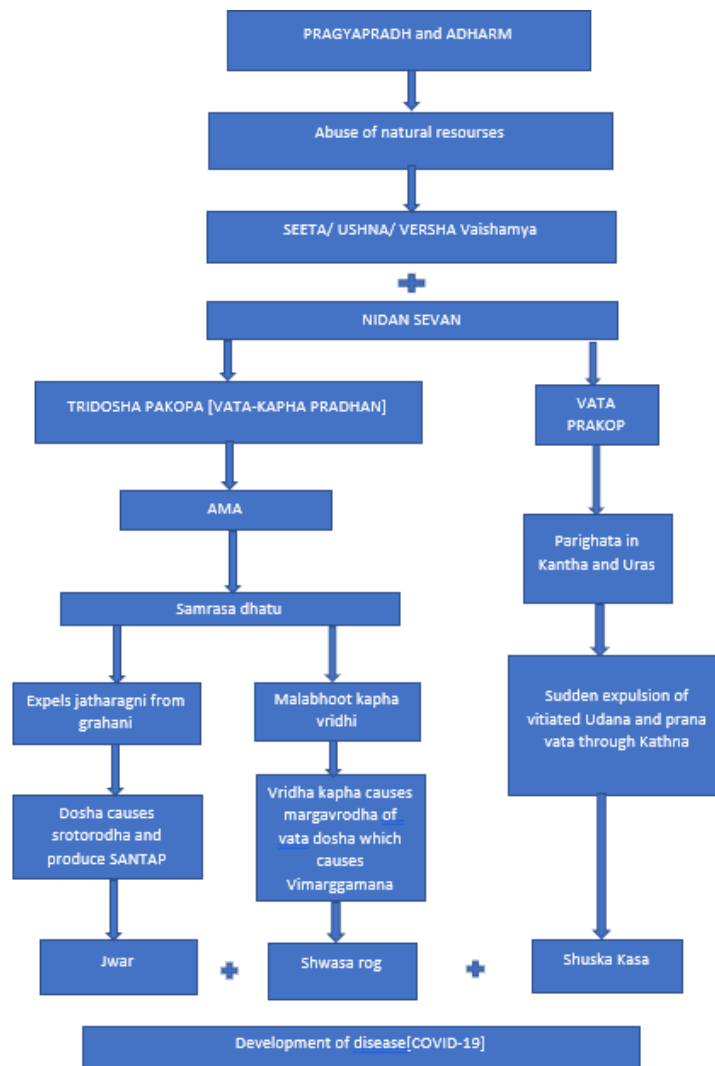 PRAGYAPRADH and ADHARM
Abuse of natural resourses
SEETA/ USHNA/ VERSHA Vaishamya
NIDAN SEVAN
TRIDOSHA PAKOPA [VATA-KAPHA PRADHAN]
VATA
PRAKOP
AMA
Parighata in
Kantha and Uras
Samrasa dhatu
Expels jatharagni from
grahani
Malabhoot kapha
vridhi
Sudden expulsion of
vitiated Udana and prana
vata through Kathna
Dosha causes
srotorodha and
produce SANTAP
Vridha kapha causes
margavrodha of
vata dosha which
causes
Vimarggamana
Jwar
Shwasa rog
Shuska Kasa
Development of disease[COVID-19]